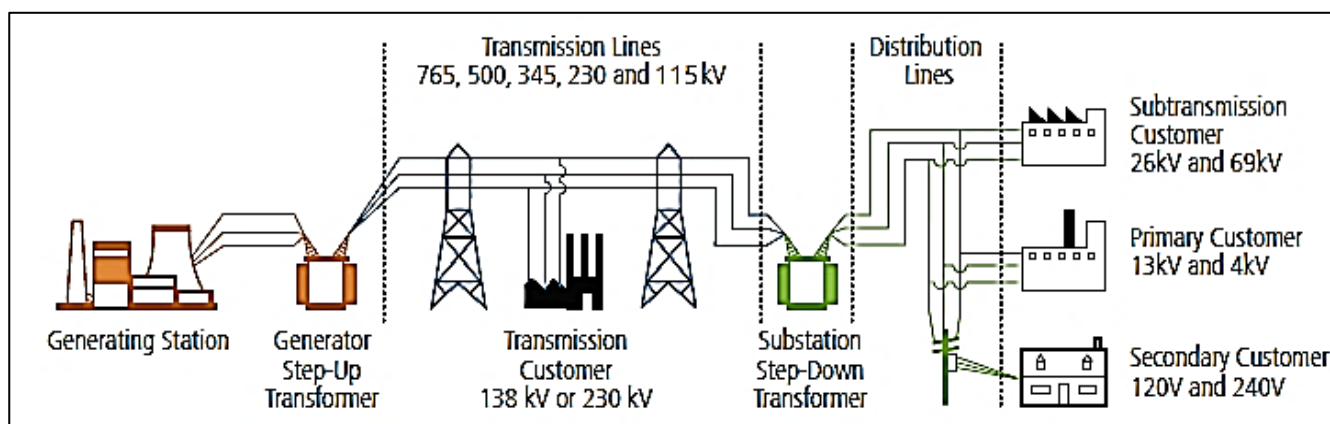 Transmission Lines
765, 500, 345, 230 and 115 kV
Distribution
Lines
Subtransmission
Customer
26kV and 69kV
Primary Customer
13kV and 4kV
Secondary Customer
120V and 240V
Generating Station
Generator
Step-Up
Transformer
Transmission
Customer
138 kV or 230 kV
Substation
Step-Down
Transformer